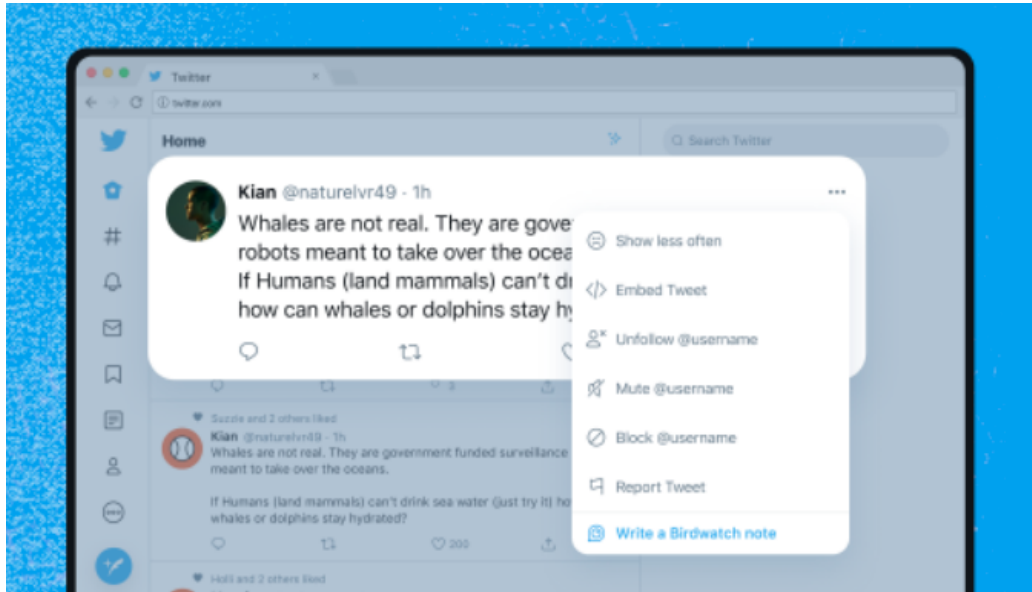 Twitter ×
twitter.com
Home
Search Twitter
Kian @naturelvr49 · 1h
Whales are not real. They are gove
robots meant to take over the ocea
If Humans (land mammals) can't
how can whales or dolphins stay
Show less often
Embed Tweet
Unfollow @username
Mute @username
Block @username
Report Tweet
Write a Birdwatch note
3
Suzzie and 2 others liked
Kian @naturelvr49 · 1h
Whales are not real. They are government funded surveillance
meant to take over the oceans.
If Humans (land mammals) can't drink sea water (just try it)
whales or dolphins stay hydrated?
200
Holli and 2 others liked